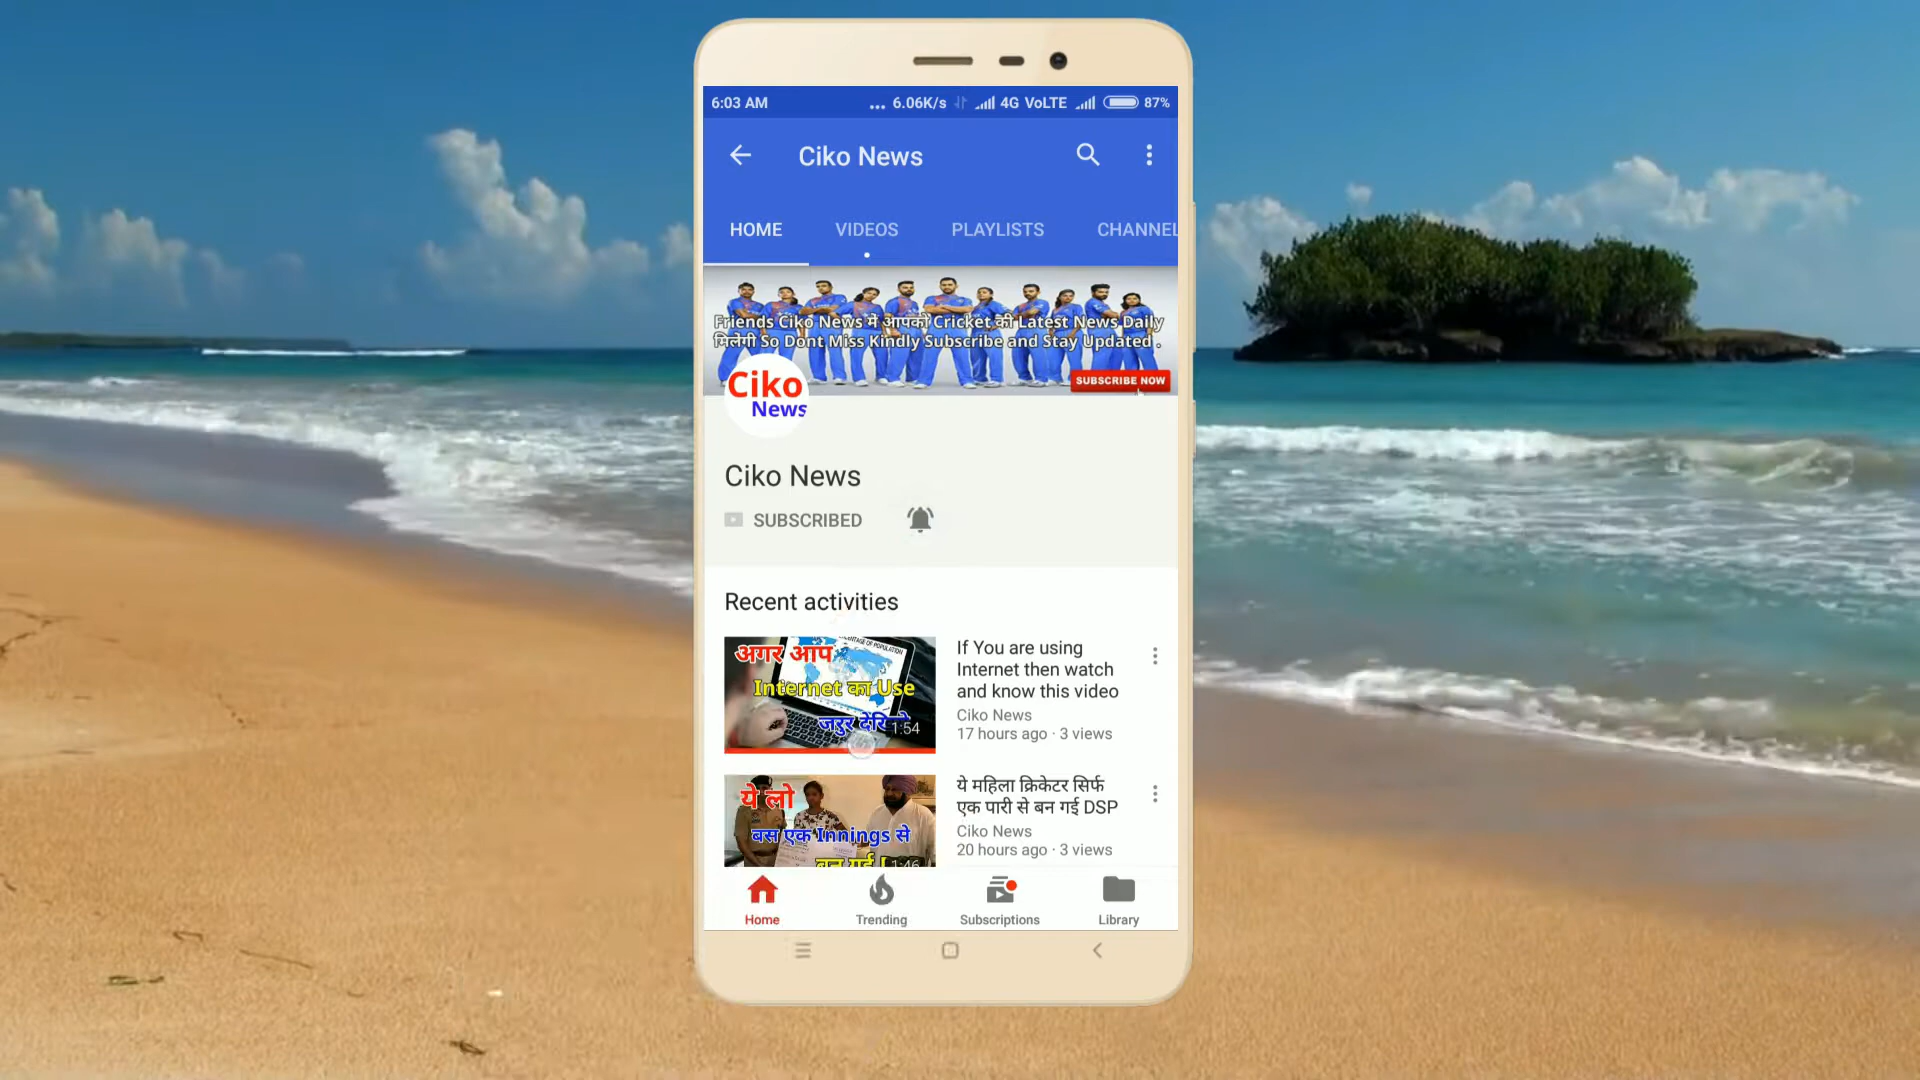 6:03 AM ... 6.06K/s 4G VoLTE 87%
Ciko News
HOME VIDEOS PLAYLISTS CHANNEL
Friends Ciko News में आपको Cricket की Latest News Daily
मिलेगी So Dont Miss Kindly Subscribe and Stay Updated .
SUBSCRIBE NOW
Ciko
News
Ciko News
SUBSCRIBED
Recent activities
अगर आप
Internet का Use
जरुर
1:54
If You are using
Internet then watch
and know this video
Ciko News
17 hours ago · 3 views
ये लो
बस एक Innings से
बन गई
1:46
ये महिला क्रिकेटर सिर्फ
एक पारी से बन गई DSP
Ciko News
20 hours ago · 3 views
Home Trending Subscriptions Library